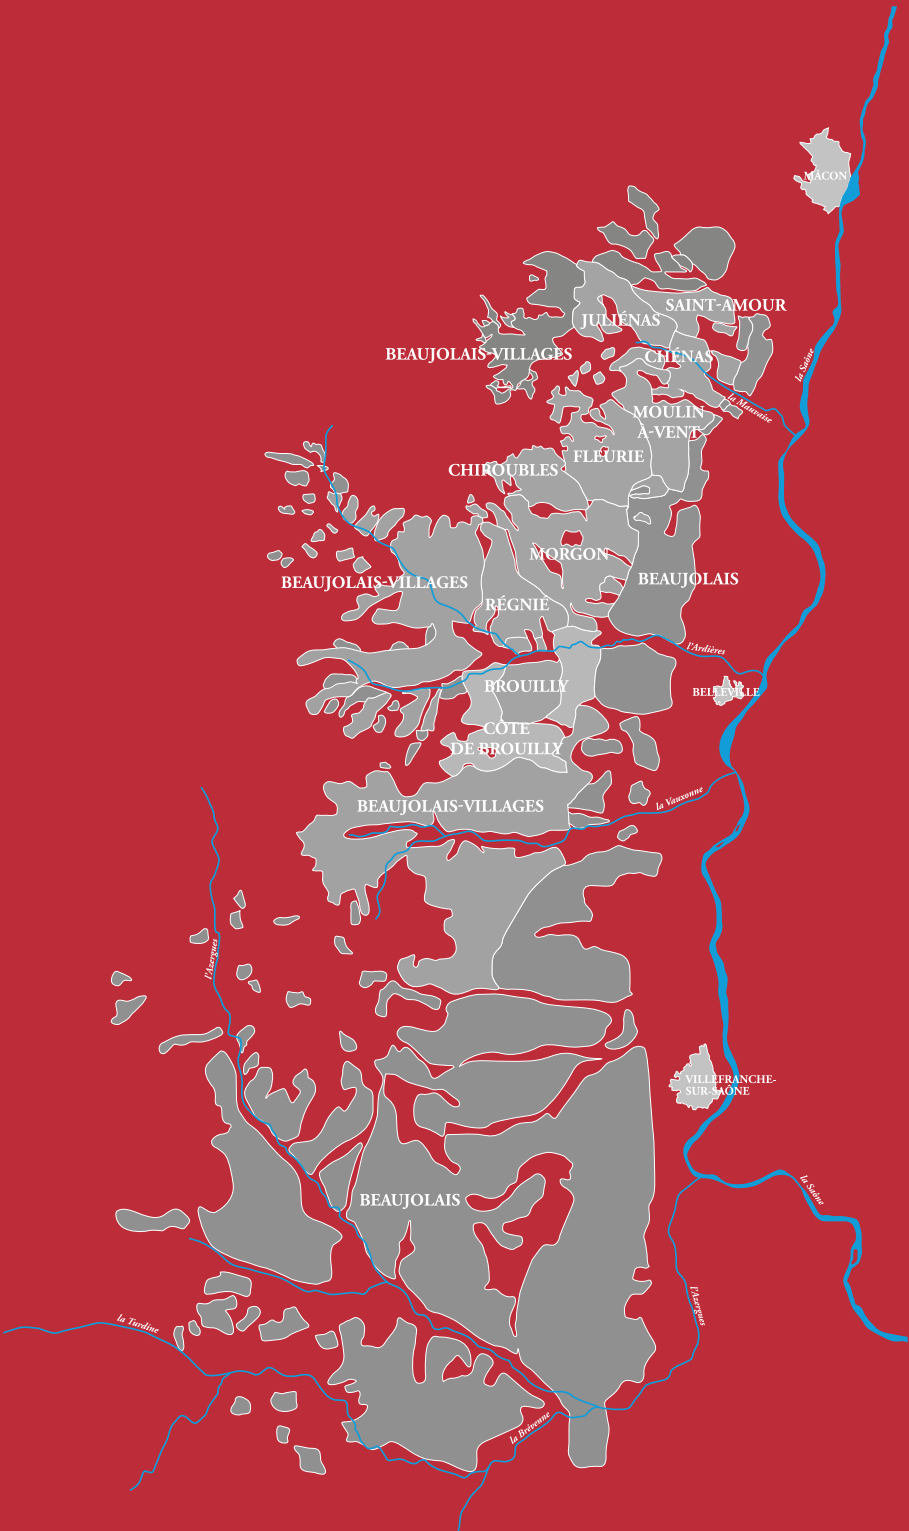 MÂCON
SAINT-AMOUR
JULIÉNAS
BEAUJOLAIS-VILLAGES
CHÉNAS
la Saône
la Mauvaise
MOULIN
À-VENT
FLEURIE
CHIROUBLES
MORGON
BEAUJOLAIS
BEAUJOLAIS-VILLAGES
RÉGNIÉ
l'Ardières
BROUILLY
BELLEVILLE
CÔTE
DE BROUILLY
BEAUJOLAIS-VILLAGES
la Vauxonne
l'Azergues
VILLEFRANCHE-
SUR-SAÔNE
BEAUJOLAIS
la Saône
l'Azergues
la Turdine
la Brévenne